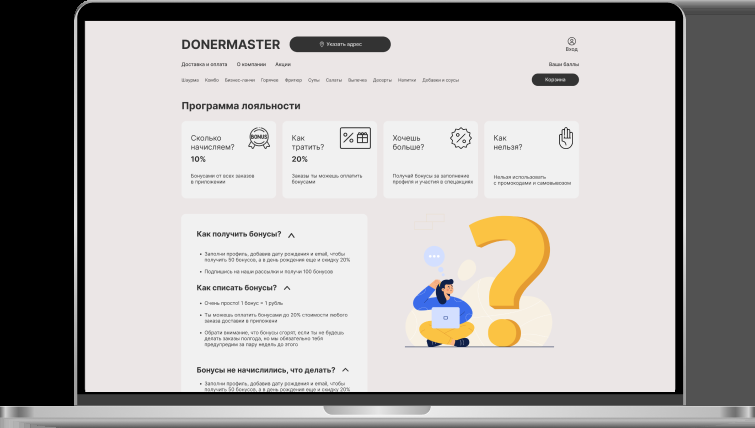 DONERMASTER
Указать адрес
Вход
Доставка и оплата О компании Акции
Ваши баллы
Шаурма Комбо Бизнес-ланчи Горячее Фритюр Супы Салаты Выпечка Десерты Напитки Добавки и соусы
Корзина
Программа лояльности
Сколько
начисляем?
BONUS
10%
Бонусами от всех заказов
в приложении
Как
тратить?
20%
Заказы ты можешь оплатить
бонусами
Хочешь
больше?
Получай бонусы за заполнение
профиля и участия в спецакциях
Как
нельзя?
Нельзя использовать
с промокодами и самовывозом
Как получить бонусы?
• Заполни профиль, добавив дату рождения и email, чтобы
получить 50 бонусов, а в день рождение еще и скидку 20%
• Подпишись на наши рассылки и получи 100 бонусов
Как списать бонусы?
• Очень просто! 1 бонус = 1 рубль
• Ты можешь оплатить бонусами до 20% стоимости любого
заказа доставки в приложени
• Обрати внимание, что бонусы сгорят, если ты не будешь
делать заказы полгода, но мы обязательно тебя
предупредим за пару недель до этого
Бонусы не начислились, что делать?
• Заполни профиль, добавив дату рождения и email, чтобы
получить 50 бонусов, а в день рождение еще и скидку 20%